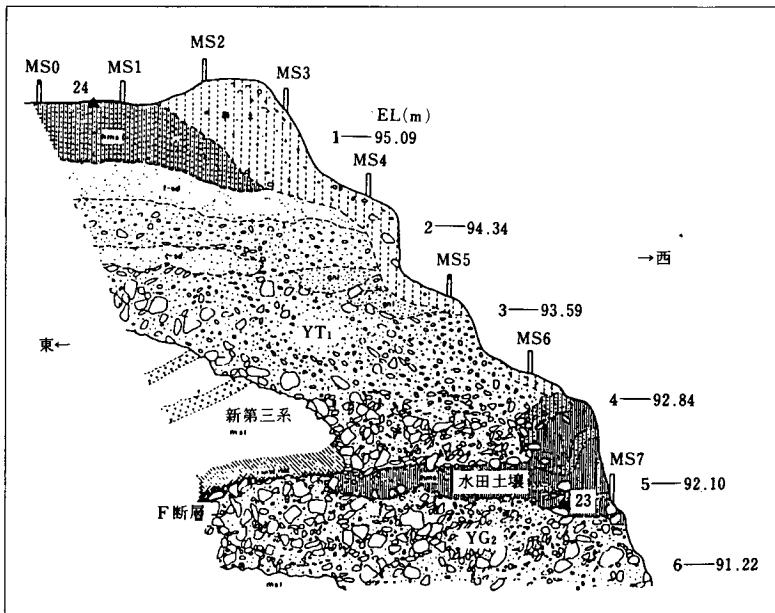 MS2
MS0
24
MS1
MS3
EL(m)
1—95.09
MS4
2—94.34
→西
MS5
3—93.59
YT₁
MS6
東←
新第三系
msl
4—92.84
MS7
水田土壌
5—92.10
23
F断層
YG₂
6—91.22
msl